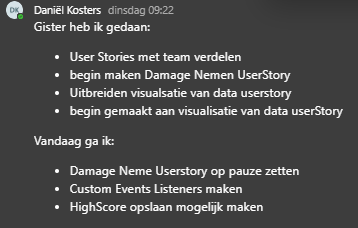 DK
Daniël Kosters dinsdag 09:22
Gister heb ik gedaan:
• User Stories met team verdelen
• begin maken Damage Nemen UserStory
• Uitbreiden visualsatie van data userstory
• begin gemaakt aan visualisatie van data userStory
Vandaag ga ik:
• Damage Neme Userstory op pauze zetten
• Custom Events Listeners maken
• HighScore opslaan mogelijk maken